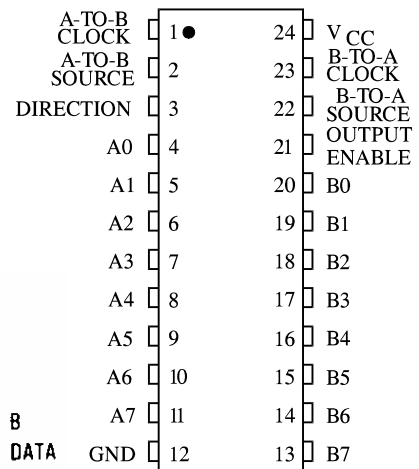 A-TO-B
CLOCK 1 24 V CC
A-TO-B
SOURCE 2 23 B-TO-A
CLOCK
DIRECTION 3 22 B-TO-A
SOURCE
A0 4 21 OUTPUT
ENABLE
A1 5 20 B0
A2 6 19 B1
A3 7 18 B2
A4 8 17 B3
A5 9 16 B4
A6 10 15 B5
A7 11 14 B6
GND 12 13 B7
B
DATA